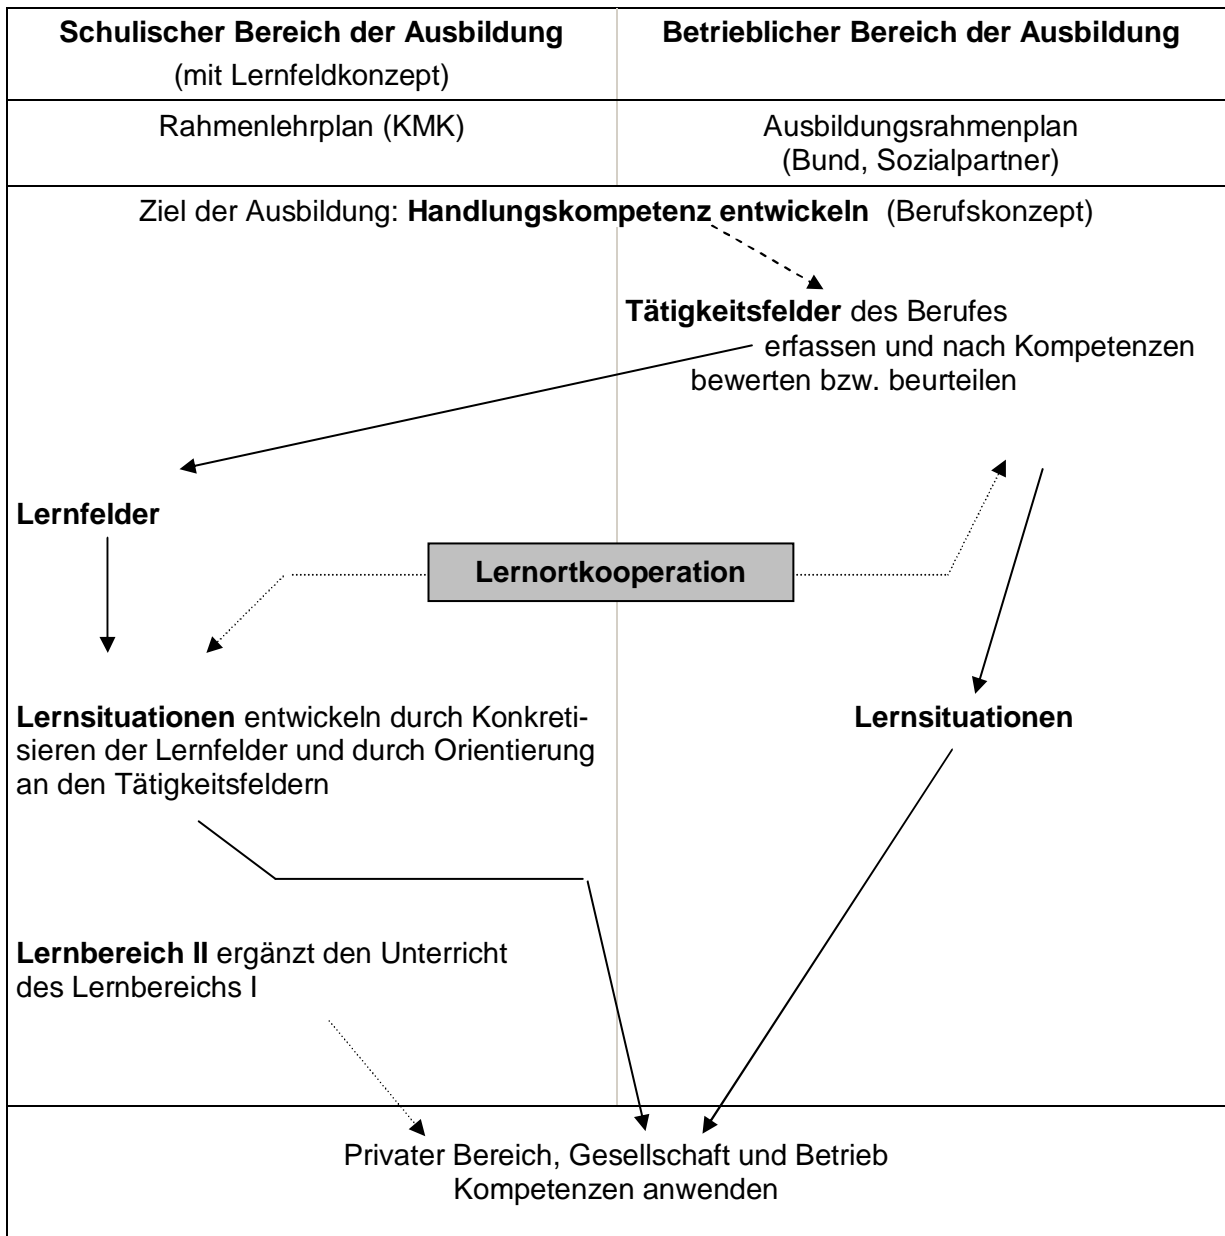 Schulischer Bereich der Ausbildung
(mit Lernfeldkonzept)
Betrieblicher Bereich der Ausbildung
Rahmenlehrplan (KMK)
Ausbildungsrahmenplan
(Bund, Sozialpartner)
Ziel der Ausbildung: Handlungskompetenz entwickeln (Berufskonzept)
Tätigkeitsfelder des Berufes
erfassen und nach Kompetenzen
bewerten bzw. beurteilen
Lernfelder
Lernortkooperation
Lernsituationen entwickeln durch Konkreti-
sieren der Lernfelder und durch Orientierung
an den Tätigkeitsfeldern
Lernsituationen
Lernbereich II ergänzt den Unterricht
des Lernbereichs I
Privater Bereich, Gesellschaft und Betrieb
Kompetenzen anwenden